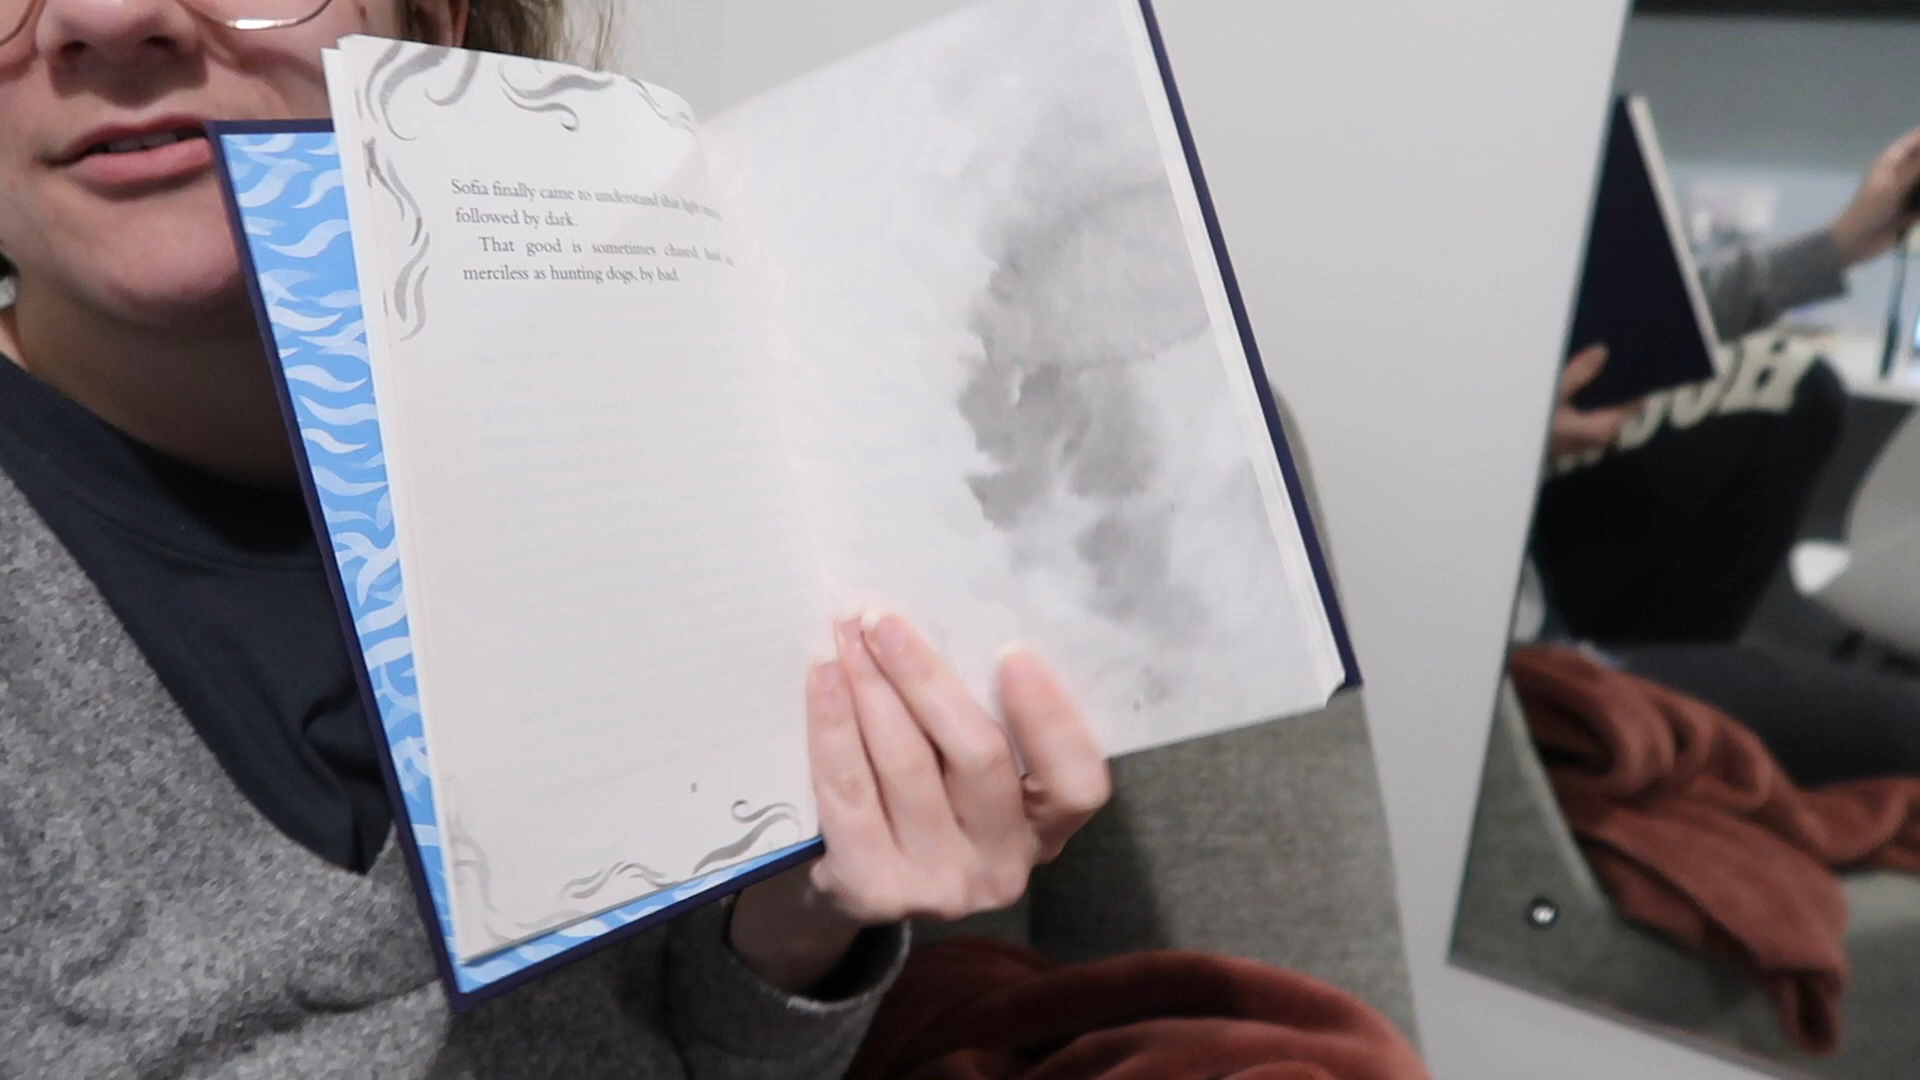 Sofia finally came to understand that light
followed by dark.
That good is sometimes chased,
merciless as hunting dogs, by bad.